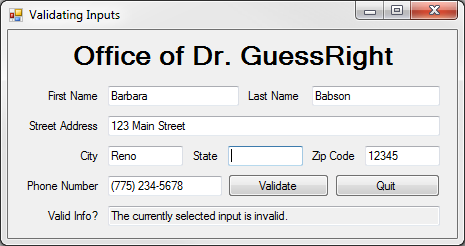 Validating Inputs
Office of Dr. GuessRight
First Name Barbara Last Name Babson
Street Address 123 Main Street
City Reno State Zip Code 12345
Phone Number (775) 234-5678 Validate Quit
Valid Info? The currently selected input is invalid.